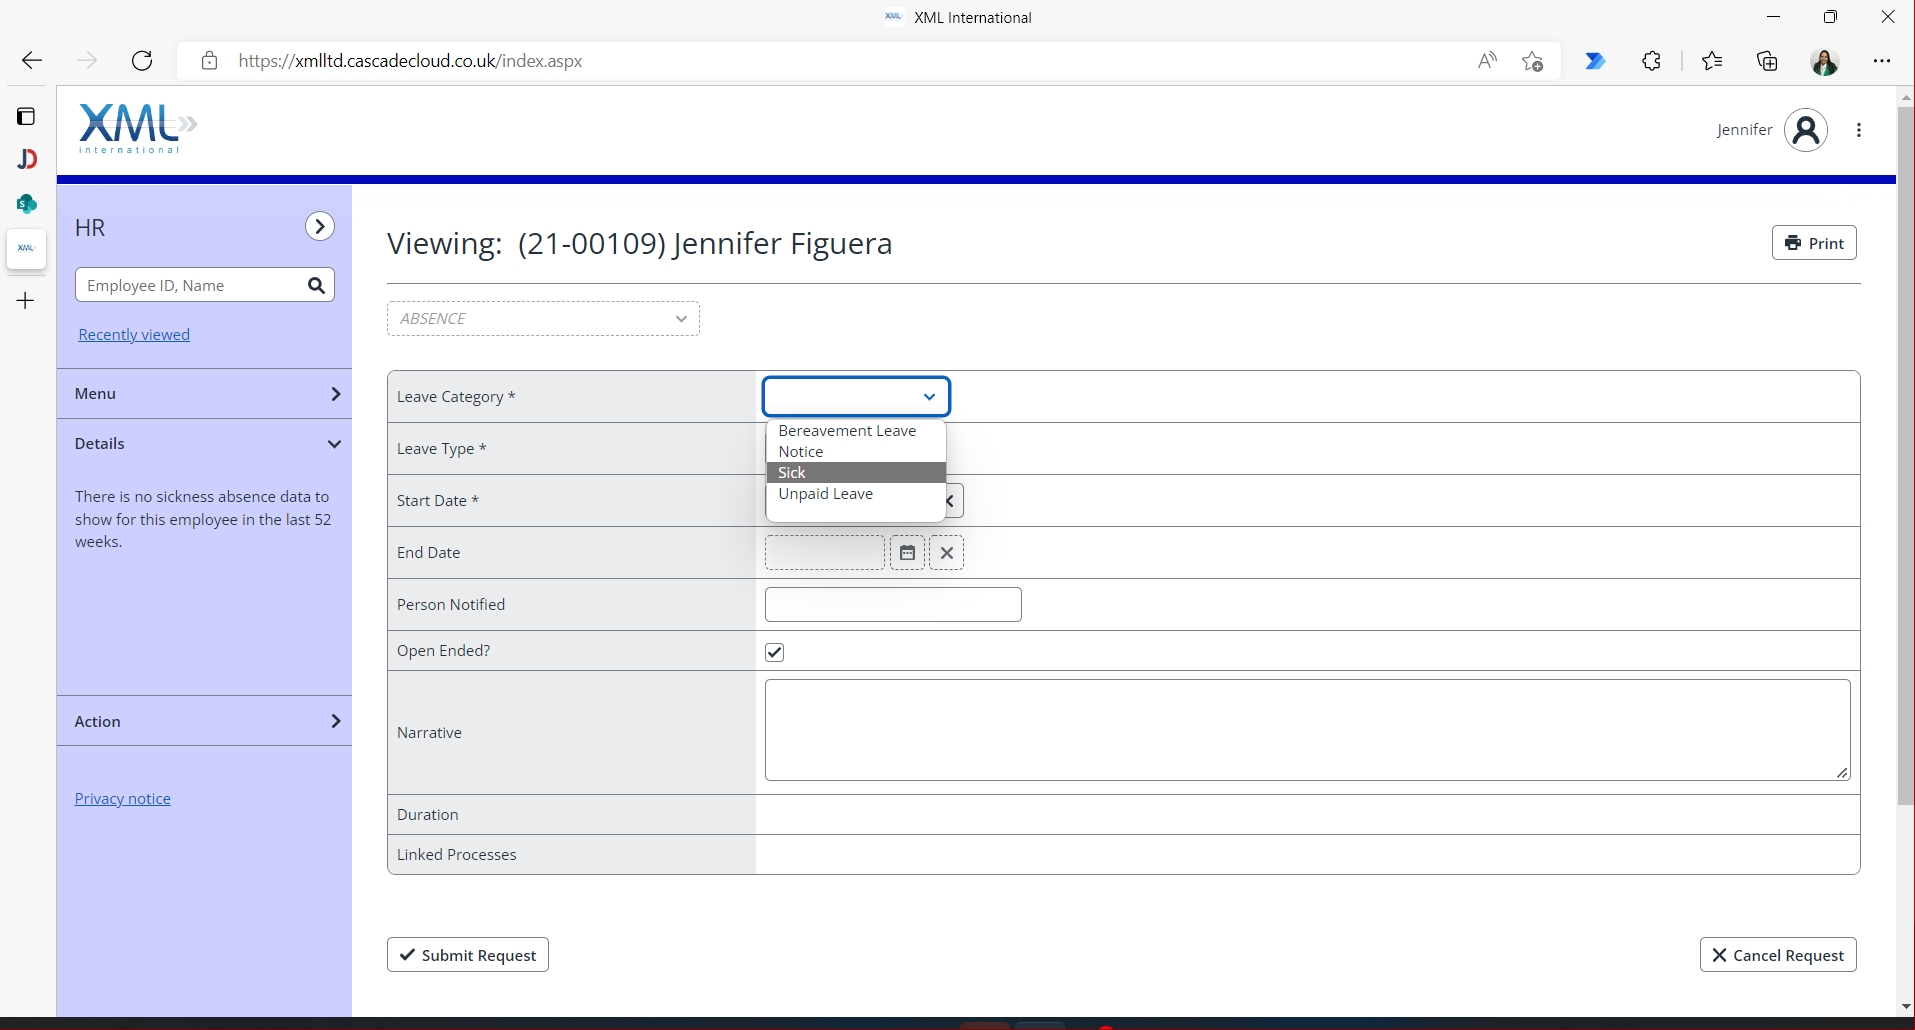 XML XML International
https://xmlltd.cascadecloud.co.uk/index.aspx
XML
international
Jennifer
HR
Employee ID, Name
Recently viewed
Menu
Details
There is no sickness absence data to
show for this employee in the last 52
weeks.
Action
Privacy notice
Viewing: (21-00109) Jennifer Figuera
Print
ABSENCE
Leave Category *
Bereavement Leave
Notice
Sick
Unpaid Leave
Leave Type *
Start Date *
End Date
Person Notified
Open Ended?
Narrative
Duration
Linked Processes
Submit Request
Cancel Request